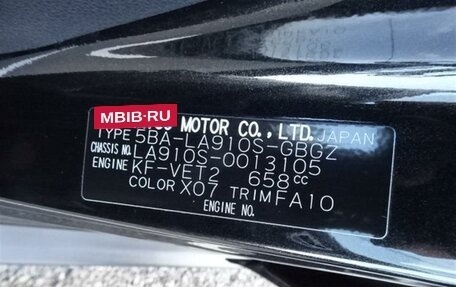 MBIB-RU
MOTOR CO.,LTD. JAPAN
TYPE 5BA-LA910S-GBGZ
CHASSIS NO. LA910S-0013105
ENGINE KF-VET2 658CC
COLOR X07 TRIM FA10
ENGINE NO.